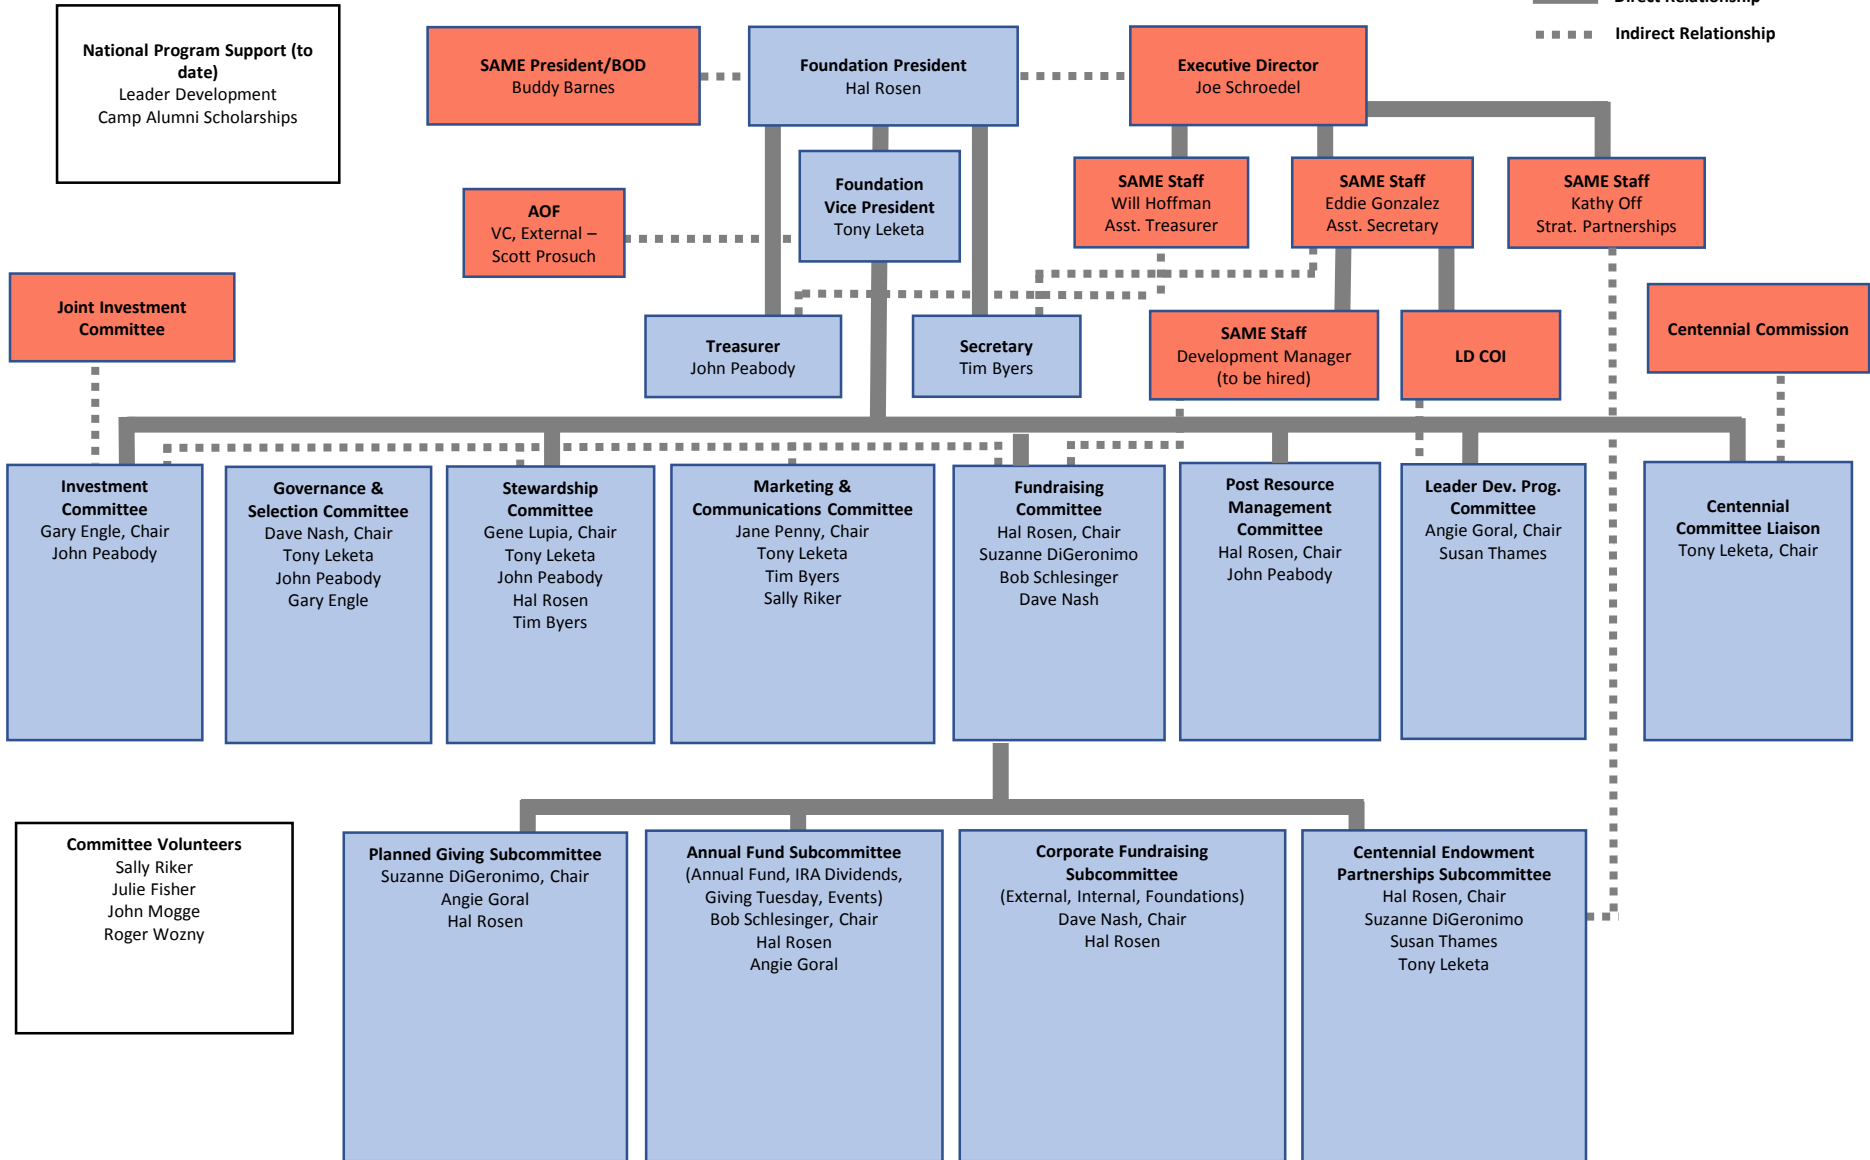 Direct Relationship
Indirect Relationship
National Program Support (to
date)
Leader Development
Camp Alumni Scholarships
SAME President/BOD
Buddy Barnes
Foundation President
Hal Rosen
Executive Director
Joe Schroedel
AOF
VC, External –
Scott Prosuch
Foundation
Vice President
Tony Leketa
SAME Staff
Will Hoffman
Asst. Treasurer
SAME Staff
Eddie Gonzalez
Asst. Secretary
SAME Staff
Kathy Off
Strat. Partnerships
Joint Investment
Committee
Treasurer
John Peabody
Secretary
Tim Byers
SAME Staff
Development Manager
(to be hired)
LD COI
Centennial Commission
Investment
Committee
Gary Engle, Chair
John Peabody
Governance &
Selection Committee
Dave Nash, Chair
Tony Leketa
John Peabody
Gary Engle
Stewardship
Committee
Gene Lupia, Chair
Tony Leketa
John Peabody
Hal Rosen
Tim Byers
Marketing &
Communications Committee
Jane Penny, Chair
Tony Leketa
Tim Byers
Sally Riker
Fundraising
Committee
Hal Rosen, Chair
Suzanne DiGeronimo
Bob Schlesinger
Dave Nash
Post Resource
Management
Committee
Hal Rosen, Chair
John Peabody
Leader Dev. Prog.
Committee
Angie Goral, Chair
Susan Thames
Centennial
Committee Liaison
Tony Leketa, Chair
Committee Volunteers
Sally Riker
Julie Fisher
John Mogge
Roger Wozny
Planned Giving Subcommittee
Suzanne DiGeronimo, Chair
Angie Goral
Hal Rosen
Annual Fund Subcommittee
(Annual Fund, IRA Dividends,
Giving Tuesday, Events)
Bob Schlesinger, Chair
Hal Rosen
Angie Goral
Corporate Fundraising
Subcommittee
(External, Internal, Foundations)
Dave Nash, Chair
Hal Rosen
Centennial Endowment
Partnerships Subcommittee
Hal Rosen, Chair
Suzanne DiGeronimo
Susan Thames
Tony Leketa